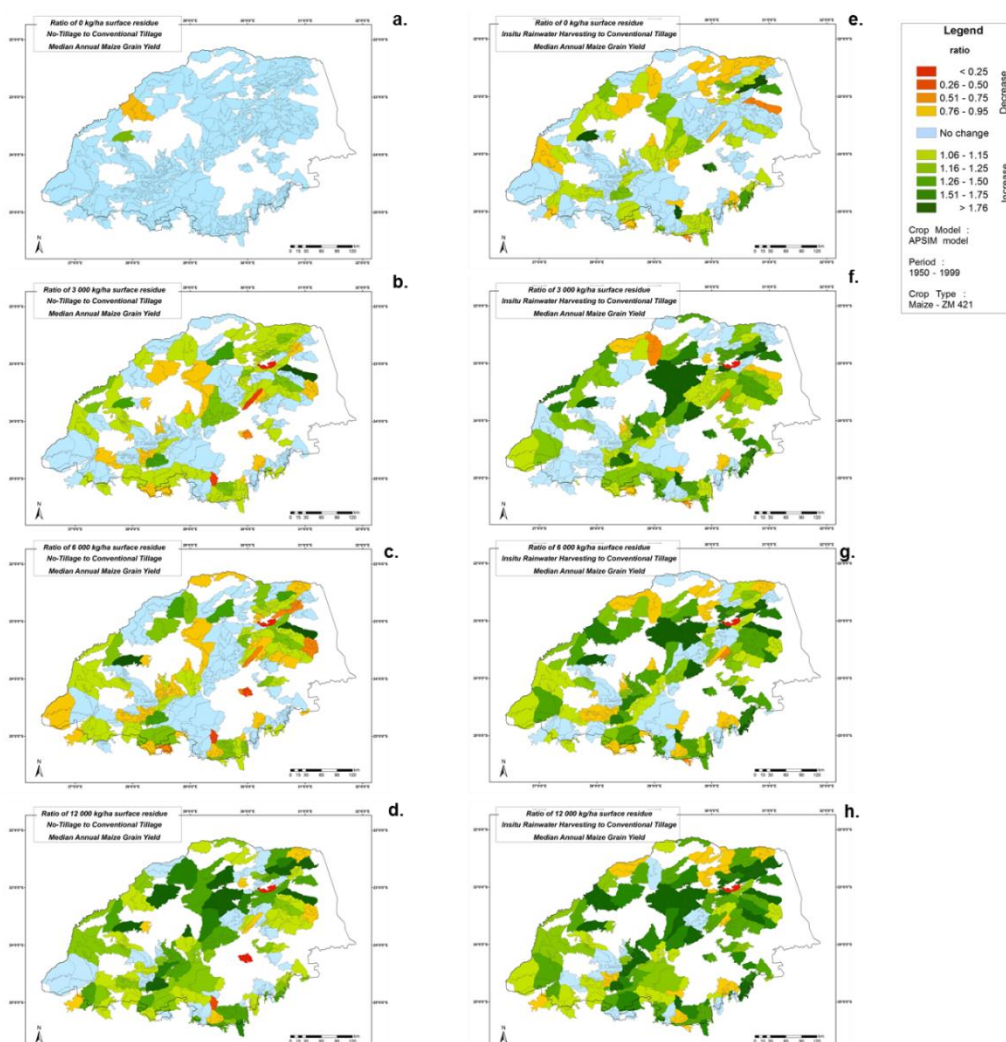 a.
Ratio of 0 kg/ha surface residue
No-Tillage to Conventional Tillage
Median Annual Maize Grain Yield
N
e.
Ratio of 0 kg/ha surface residue
Insitu Rainwater Harvesting to Conventional Tillage
Median Annual Maize Grain Yield
N
Legend
ratio
< 0.25
0.26 - 0.50
0.51 - 0.75
0.76 - 0.95
Decrease
No change
1.06 - 1.15
1.16 - 1.25
1.26 - 1.50
1.51 - 1.75
> 1.76
Increase
Crop Model :
APSIM model
Period :
1950 - 1999
Crop Type :
Maize - ZM 421
b.
Ratio of 3 000 kg/ha surface residue
No-Tillage to Conventional Tillage
Median Annual Maize Grain Yield
N
f.
Ratio of 3 000 kg/ha surface residue
Insitu Rainwater Harvesting to Conventional Tillage
Median Annual Maize Grain Yield
N
c.
Ratio of 6 000 kg/ha surface residue
No-Tillage to Conventional Tillage
Median Annual Maize Grain Yield
N
g.
Ratio of 6 000 kg/ha surface residue
Insitu Rainwater Harvesting to Conventional Tillage
Median Annual Maize Grain Yield
N
d.
Ratio of 12 000 kg/ha surface residue
No-Tillage to Conventional Tillage
Median Annual Maize Grain Yield
N
h.
Ratio of 12 000 kg/ha surface residue
Insitu Rainwater Harvesting to Conventional Tillage
Median Annual Maize Grain Yield
N